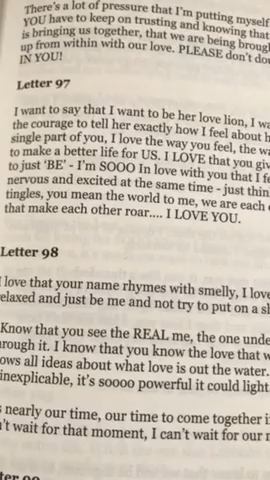 There's a lot of pressure that I'm putting myself
YOU have to keep on trusting and knowing that
is bringing us together, that we are being brough
up from within with our love. PLEASE don't do
IN YOU!
Letter 97
I want to say that I want to be her love lion, I wa
the courage to tell her exactly how I feel about h
single part of you, I love the way you feel, the wa
to make a better life for US. I LOVE that you giv
to just 'BE' - I'm SOOO In love with you that I fe
nervous and excited at the same time - just thin
tingles, you mean the world to me, we are each
that make each other roar.... I LOVE YOU.
Letter 98
I love that your name rhymes with smelly, I love
relaxed and just be me and not try to put on a sh
Know that you see the REAL me, the one unde
rough it. I know that you know the love that w
ows all ideas about what love is out the water.
inexplicable, it's soooo powerful it could light
s nearly our time, our time to come together i
't wait for that moment, I can't wait for our